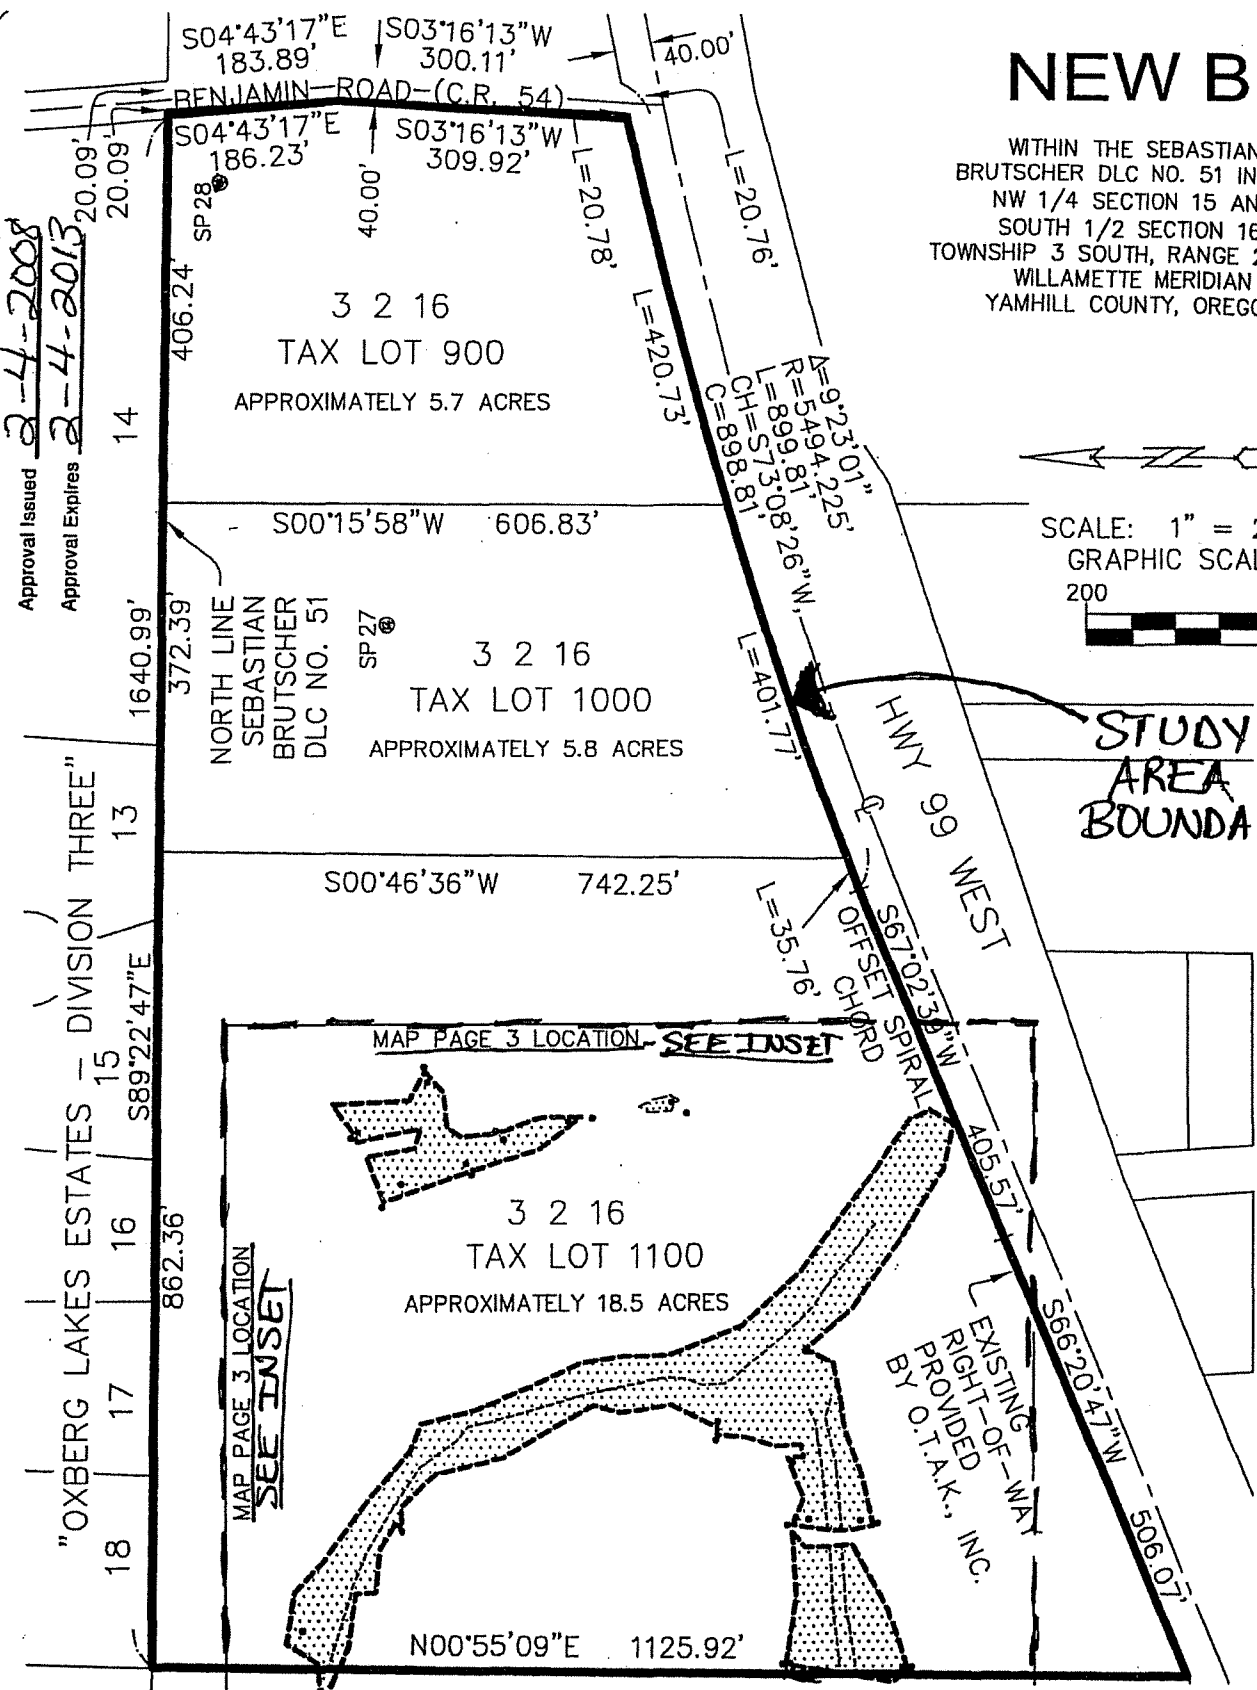 S04°43'17"E
183.89'
S03°16'13"W
300.11'
40.00'
BENJAMIN ROAD (C.R. 54)
S04°43'17"E
186.23'
S03°16'13"W
309.92'
40.00'
20.09'
20.09'
SP28
L=20.78'
L=20.76'
NEW B
WITHIN THE SEBASTIAN
BRUTSCHER DLC NO. 51 IN
NW 1/4 SECTION 15 AN
SOUTH 1/2 SECTION 16
TOWNSHIP 3 SOUTH, RANGE 2
WILLAMETTE MERIDIAN
YAMHILL COUNTY, OREGO
Approval Issued 2-4-2008
Approval Expires 2-4-2013
406.24'
14
3 2 16
TAX LOT 900
APPROXIMATELY 5.7 ACRES
L=420.73'
Δ=9°23'01"
R=5494.225'
L=899.81'
CH=S73°08'26"W,
C=898.81'
SCALE: 1" = 2
GRAPHIC SCAL
200
S00°15'58"W 606.83'
1640.99'
372.39'
NORTH LINE
SEBASTIAN
BRUTSCHER
DLC NO. 51
SP27
3 2 16
TAX LOT 1000
APPROXIMATELY 5.8 ACRES
L=401.77'
HWY 99 WEST
STUDY
AREA
BOUNDA
13
S00°46'36"W 742.25'
L=35.76'
OFFSET SPIRAL
CHORD
S67°02'39"W
405.57'
"OXBERG LAKES ESTATES - DIVISION THREE"
S89°22'47"E
862.36'
15
16
17
18
MAP PAGE 3 LOCATION - SEE INSET
MAP PAGE 3 LOCATION
SEE INSET
3 2 16
TAX LOT 1100
APPROXIMATELY 18.5 ACRES
EXISTING
RIGHT-OF-WAY
PROVIDED
BY O.T.A.K., INC.
S66°20'47"W
506.07'
N00°55'09"E 1125.92'